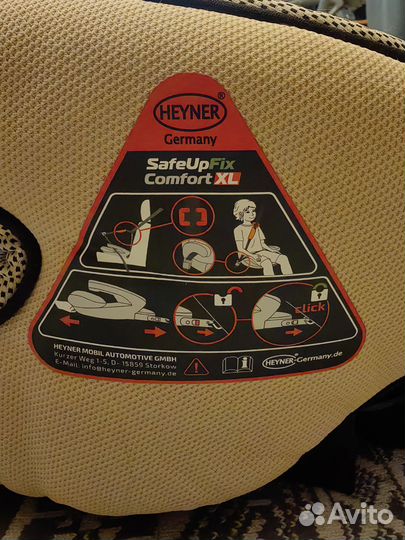 HEYNER®
Germany
SafeUpFix
Comfort XL
click
HEYNER MOBIL AUTOMOTIVE GMBH
Kurzer Weg 1-5, D- 15859 Storkow
E-Mail: info@heyner-germany.de
HEYNER®-Germany.de
Avito